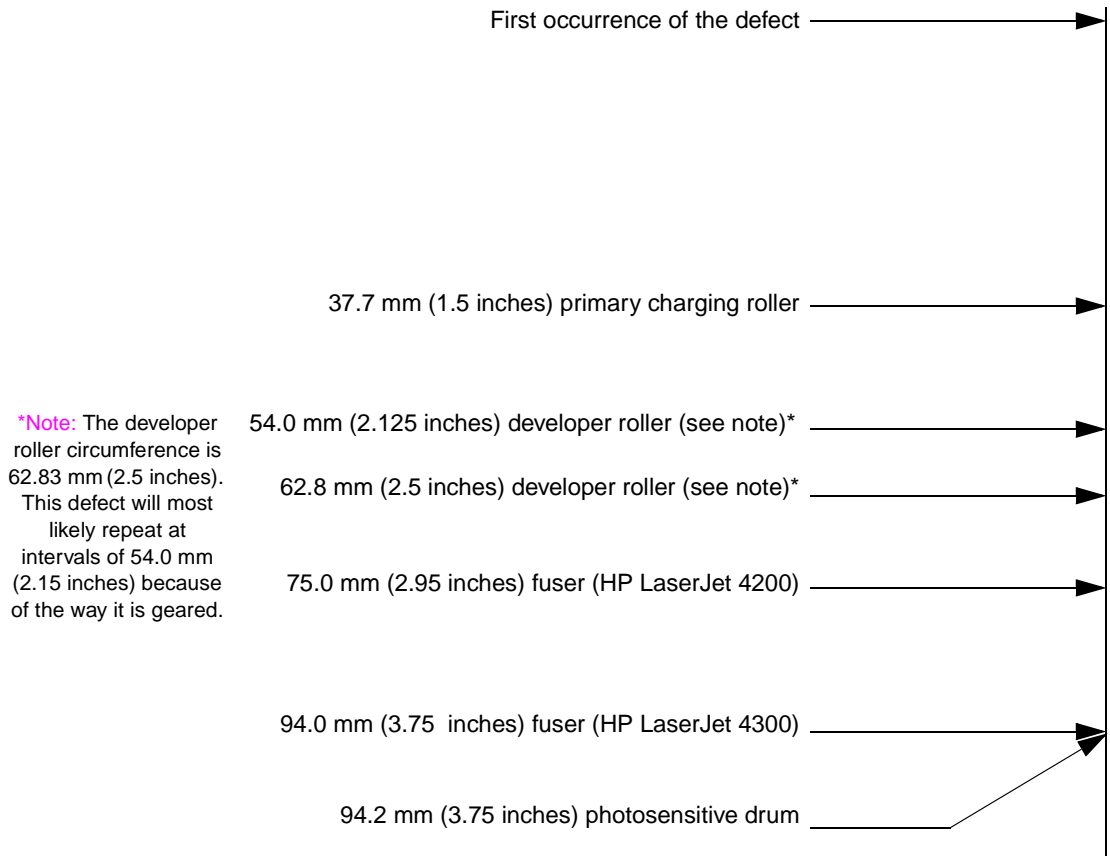 First occurrence of the defect
37.7 mm (1.5 inches) primary charging roller
54.0 mm (2.125 inches) developer roller (see note)*
62.8 mm (2.5 inches) developer roller (see note)*
*Note: The developer
roller circumference is
62.83 mm (2.5 inches).
This defect will most
likely repeat at
intervals of 54.0 mm
(2.15 inches) because
of the way it is geared.
75.0 mm (2.95 inches) fuser (HP LaserJet 4200)
94.0 mm (3.75 inches) fuser (HP LaserJet 4300)
94.2 mm (3.75 inches) photosensitive drum